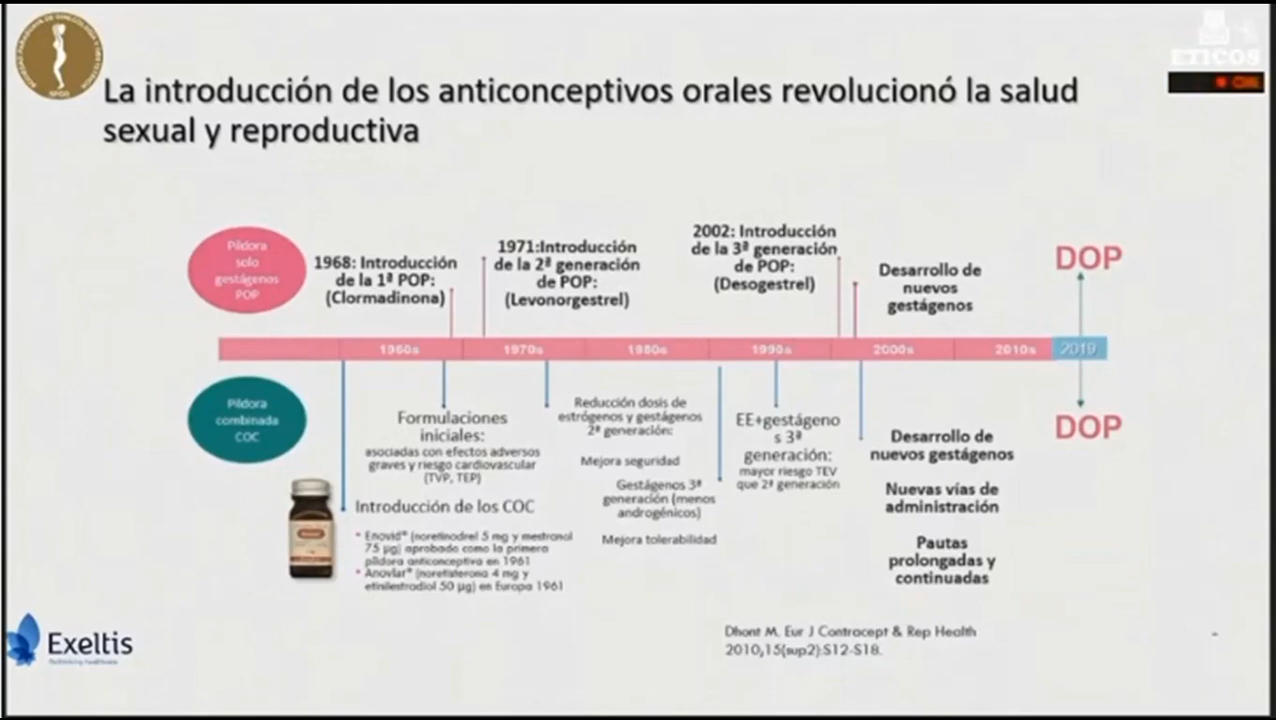 ETICOS
La introducción de los anticonceptivos orales revolucionó la salud
sexual y reproductiva
Píldora
solo
gestágenos
POP
1968: Introducción
de la 1ª POP:
(Clormadinona)
1971:Introducción
de la 2ª generación
de POP:
(Levonorgestrel)
2002: Introducción
de la 3ª generación
de POP:
(Desogestrel)
Desarrollo de
nuevos
gestágenos
DOP
1960s
1970s
1980s
1990s
2000s
2010s
2019
Píldora
combinada
COC
Formulaciones
iniciales:
asociadas con efectos adversos
graves y riesgo cardiovascular
(TVP, TEP)
Introducción de los COC
• Enovid® (noretinodrel 5 mg y mestranol
75 µg) aprobado como la primera
píldora anticonceptiva en 1961
• Anovlar® (noretisterona 4 mg y
etinilestradiol 50 µg) en Europa 1961
Reducción dosis de
estrógenos y gestágenos
2ª generación:
Mejora seguridad
Gestágenos 3ª
generación (menos
androgénicos)
Mejora tolerabilidad
EE+gestágeno
s 3ª
generación:
mayor riesgo TEV
que 2ª generación
Desarrollo de
nuevos gestágenos
Nuevas vías de
administración
Pautas
prolongadas y
continuadas
DOP
Exeltis
Rethinking healthcare
Dhont M. Eur J Contracept & Rep Health
2010;15(sup2):S12-S18.